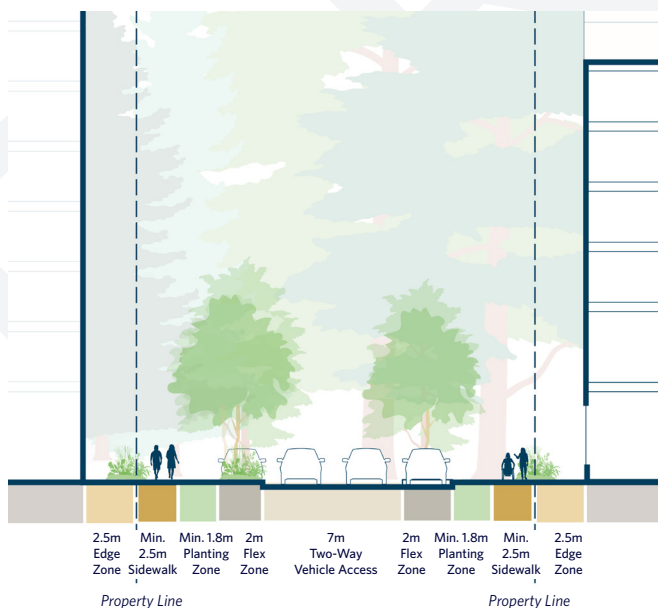 2.5m Min. Min. 1.8m 2m 7m 2m Min. 1.8m Min. 2.5m
Edge 2.5m Planting Flex Two-Way Flex Planting 2.5m Edge
Zone Sidewalk Zone Zone Vehicle Access Zone Zone Sidewalk Zone
Property Line Property Line